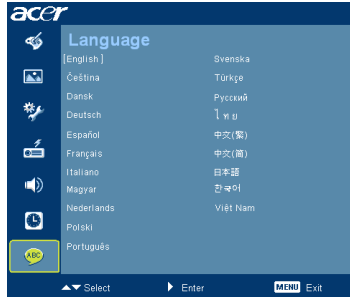 acer
Language
[English]
Čeština
Dansk
Deutsch
Español
Français
Italiano
Magyar
Nederlands
Polski
Português
Svenska
Türkçe
Русский
ไทย
中文(繁)
中文(简)
日本語
한국어
Việt Nam
ABC
Select
Enter
MENU Exit